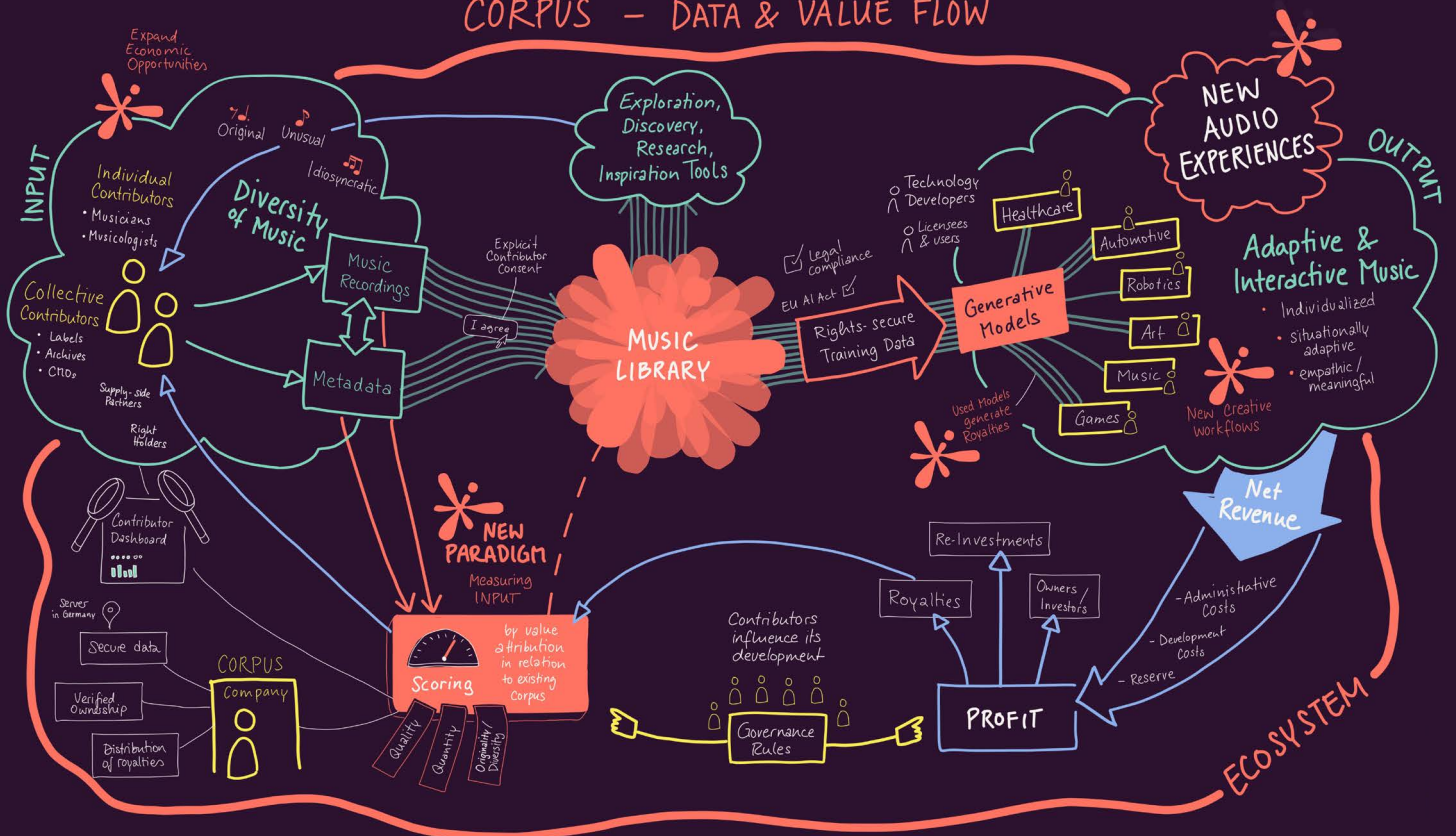 CORPUS – DATA & VALUE FLOW
Expand
Economic
Opportunities
INPUT
Original
Unusual
Idiosyncratic
Individual
Contributors
• Musicians
• Musicologists
Diversity
of Music
Collective
Contributors
• Labels
• Archives
• CMOs
Supply-side
Partners
Right
Holders
Music
Recordings
Metadata
Explicit
Contributor
Consent
I agree
Exploration,
Discovery,
Research,
Inspiration Tools
MUSIC
LIBRARY
Legal
compliance
EU AI Act
Rights-secure
Training Data
Technology
Developers
Licensees
& users
Generative
Models
Healthcare
Automotive
Robotics
Art
Music
Games
Used Models
generate
Royalties
New Creative
Workflows
NEW
AUDIO
EXPERIENCES
OUTPUT
Adaptive &
Interactive Music
• Individualized
• situationally
adaptive
• empathic /
meaningful
Net
Revenue
- Administrative
Costs
- Development
Costs
- Reserve
PROFIT
Royalties
Re-Investments
Owners /
Investors
Contributors
influence its
development
Governance
Rules
NEW
PARADIGM
Measuring
INPUT
Scoring
by value
attribution
in relation
to existing
Corpus
Quality
Quantity
Originality/
Diversity
Contributor
Dashboard
Server
in Germany
Secure data
Verified
Ownership
Distribution
of royalties
CORPUS
Company
ECOSYSTEM